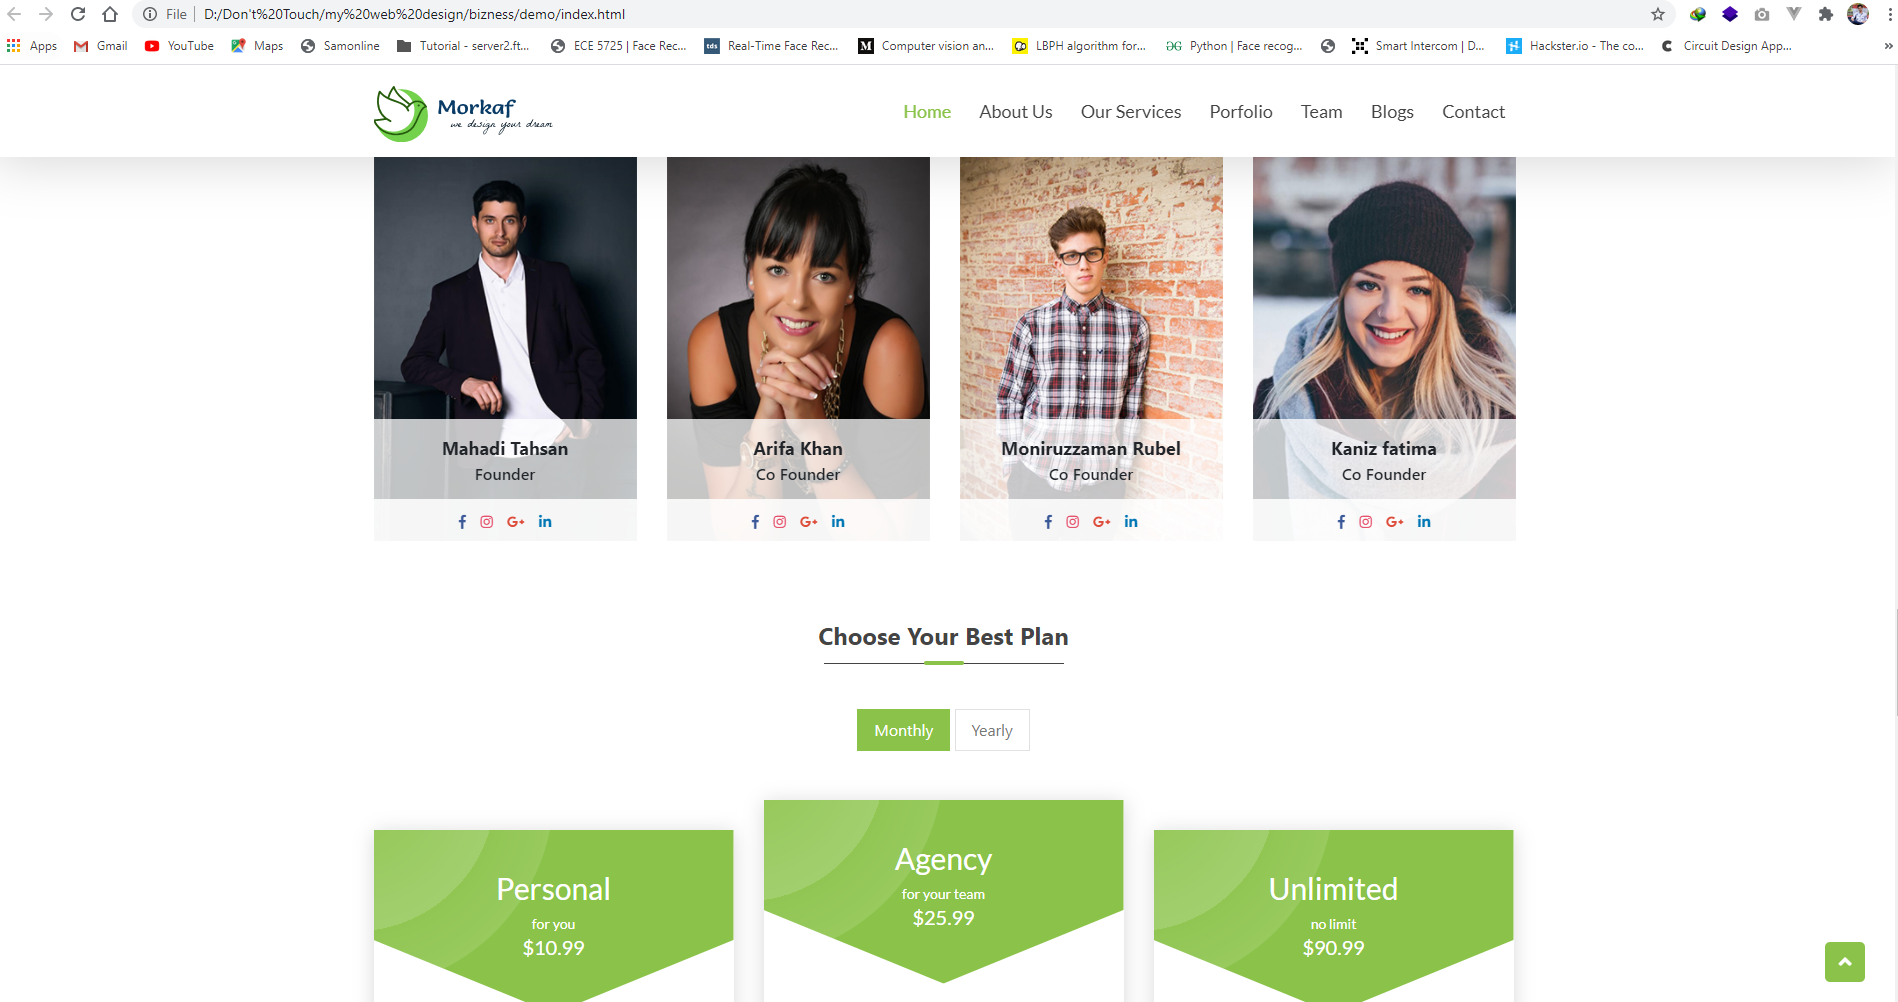 File D:/Don't%20Touch/my%20web%20design/bizness/demo/index.html
Apps Gmail YouTube Maps Samonline Tutorial - server2.ft... ECE 5725 | Face Rec... tds Real-Time Face Rec... M Computer vision an... LBPH algorithm for... Python | Face recog... Smart Intercom | D... Hackster.io - The co... Circuit Design App... »
Morkaf
we design your dream
Home About Us Our Services Porfolio Team Blogs Contact
Mahadi Tahsan Arifa Khan Moniruzzaman Rubel Kaniz fatima
Founder Co Founder Co Founder Co Founder
Choose Your Best Plan
Monthly Yearly
Personal
for you
$10.99
Agency
for your team
$25.99
Unlimited
no limit
$90.99